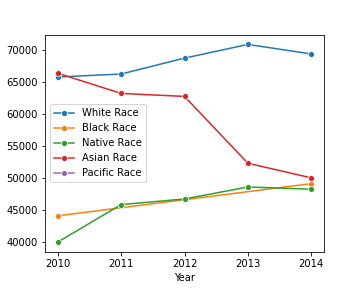 70000
65000
60000
55000
50000
45000
40000
White Race
Black Race
Native Race
Asian Race
Pacific Race
2010 2011 2012 2013 2014
Year